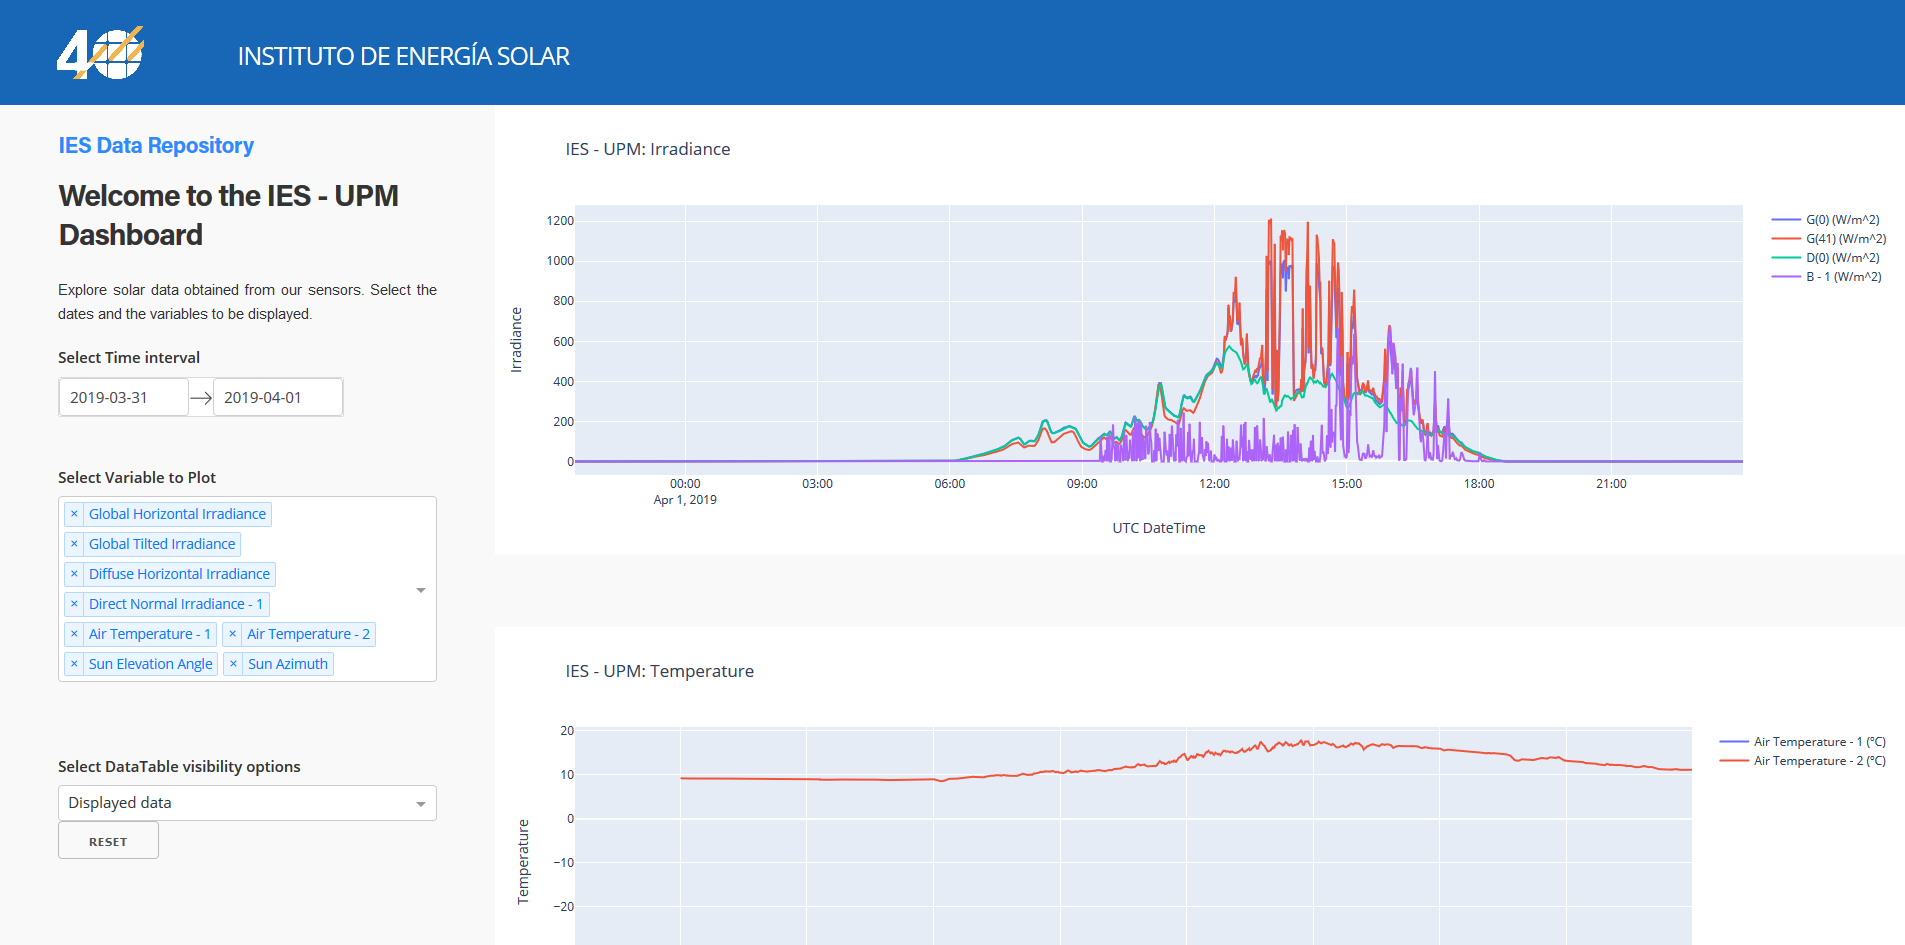 40
INSTITUTO DE ENERGÍA SOLAR
IES Data Repository
Welcome to the IES - UPM
Dashboard
Explore solar data obtained from our sensors. Select the
dates and the variables to be displayed.
Select Time interval
2019-03-31 → 2019-04-01
Select Variable to Plot
× Global Horizontal Irradiance
× Global Tilted Irradiance
× Diffuse Horizontal Irradiance
× Direct Normal Irradiance - 1
× Air Temperature - 1 × Air Temperature - 2
× Sun Elevation Angle × Sun Azimuth
Select DataTable visibility options
Displayed data
RESET
IES - UPM: Irradiance
1200
1000
800
600
400
200
0
Irradiance
00:00 03:00 06:00 09:00 12:00 15:00 18:00 21:00
Apr 1, 2019
UTC DateTime
G(0) (W/m^2)
G(41) (W/m^2)
D(0) (W/m^2)
B - 1 (W/m^2)
IES - UPM: Temperature
20
10
0
−10
−20
Temperature
Air Temperature - 1 (ºC)
Air Temperature - 2 (ºC)